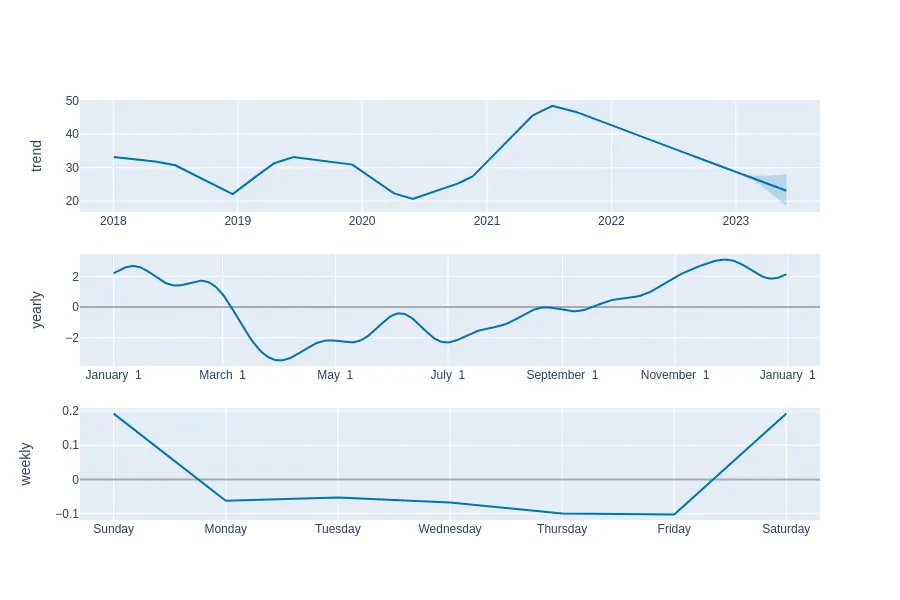 trend
50
40
30
20
2018 2019 2020 2021 2022 2023
yearly
2
0
−2
January 1 March 1 May 1 July 1 September 1 November 1 January 1
weekly
0.2
0.1
0
−0.1
Sunday Monday Tuesday Wednesday Thursday Friday Saturday